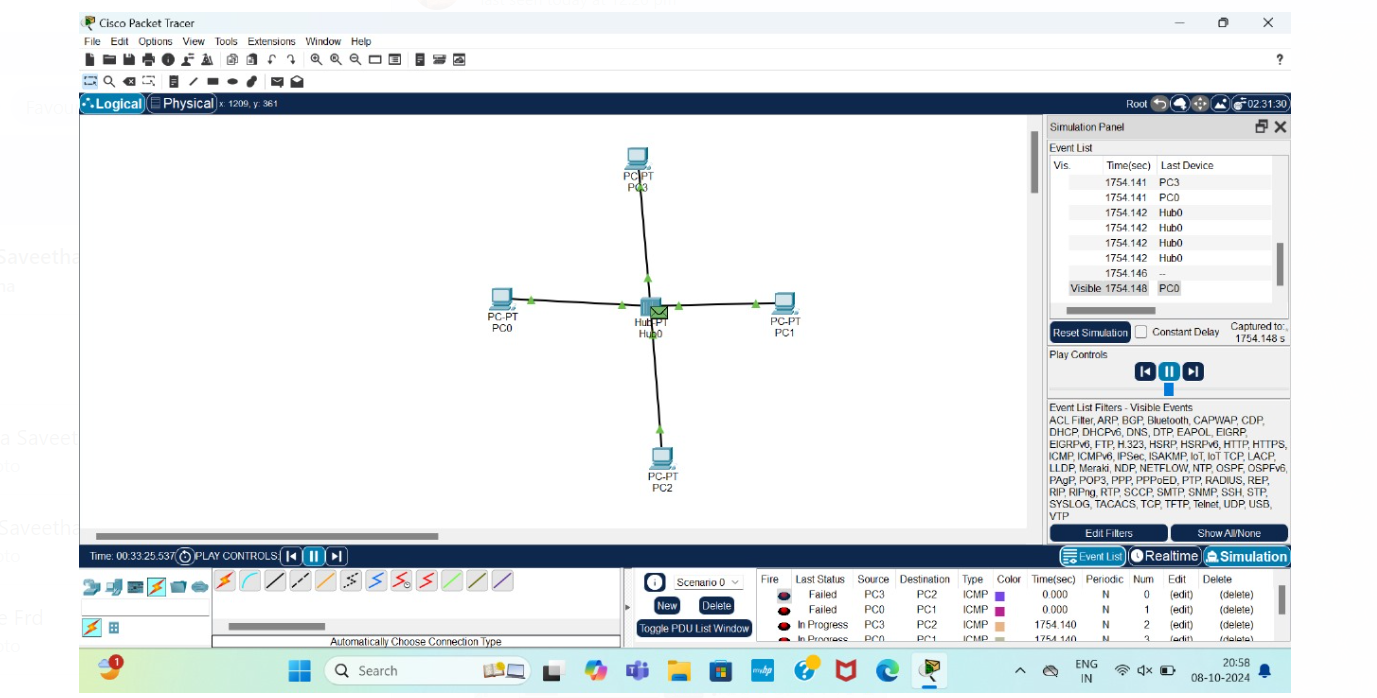 Cisco Packet Tracer
File Edit Options View Tools Extensions Window Help
?
Logical Physical x: 1209, y: 361
Root 02:31:30
PC-PT
PC3
PC-PT
PC0
Hub-PT
Hub0
PC-PT
PC1
PC-PT
PC2
Simulation Panel
Event List
Vis. Time(sec) Last Device
1754.141 PC3
1754.141 PC0
1754.142 Hub0
1754.142 Hub0
1754.142 Hub0
1754.142 Hub0
1754.146 --
Visible 1754.148 PC0
Reset Simulation Constant Delay Captured to:
1754.148 s
Play Controls
Event List Filters - Visible Events
ACL Filter, ARP, BGP, Bluetooth, CAPWAP, CDP,
DHCP, DHCPv6, DNS, DTP, EAPOL, EIGRP,
EIGRPv6, FTP, H.323, HSRP, HSRPv6, HTTP, HTTPS,
ICMP, ICMPv6, IPSec, ISAKMP, IoT, IoT TCP, LACP,
LLDP, Meraki, NDP, NETFLOW, NTP, OSPF, OSPFv6,
PAgP, POP3, PPP, PPPoED, PTP, RADIUS, REP,
RIP, RIPng, RTP, SCCP, SMTP, SNMP, SSH, STP,
SYSLOG, TACACS, TCP, TFTP, Telnet, UDP, USB,
VTP
Edit Filters Show All/None
Time: 00:33:25.537 PLAY CONTROLS:
Event List Realtime Simulation
Scenario 0
New Delete
Toggle PDU List Window
Automatically Choose Connection Type
Fire Last Status Source Destination Type Color Time(sec) Periodic Num Edit Delete
Failed PC3 PC2 ICMP 0.000 N 0 (edit) (delete)
Failed PC0 PC1 ICMP 0.000 N 1 (edit) (delete)
In Progress PC3 PC2 ICMP 1754.140 N 2 (edit) (delete)
In Progress PC0 PC1 ICMP 1754.140 N 3 (edit) (delete)
1
Search
myhp
ENG
IN
20:58
08-10-2024